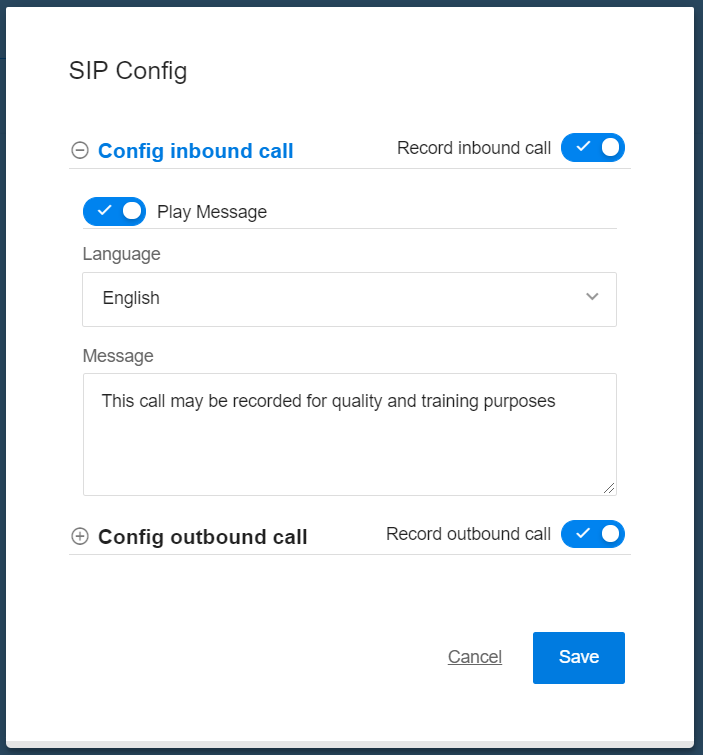 SIP Config
Config inbound call
Record inbound call
Play Message
Language
English
Message
This call may be recorded for quality and training purposes
Config outbound call
Record outbound call
Cancel
Save